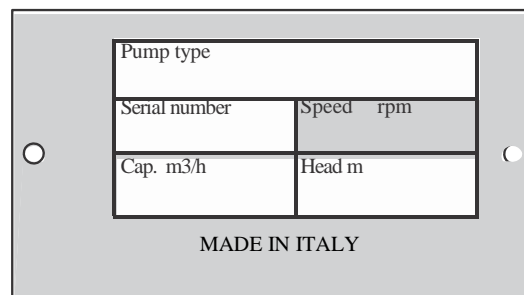 Pump type
Serial number Speed rpm
Cap. m3/h Head m
MADE IN ITALY